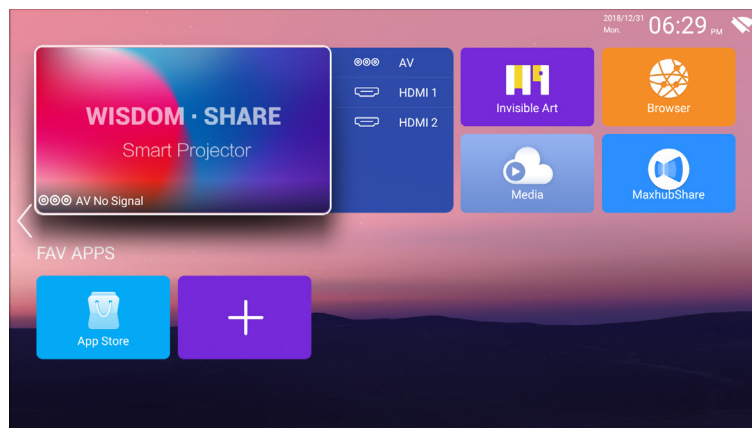 2018/12/31
Mon.
06:29 PM
WISDOM · SHARE
Smart Projector
AV No Signal
AV
HDMI 1
HDMI 2
Invisible Art
Browser
Media
MaxhubShare
FAV APPS
App Store